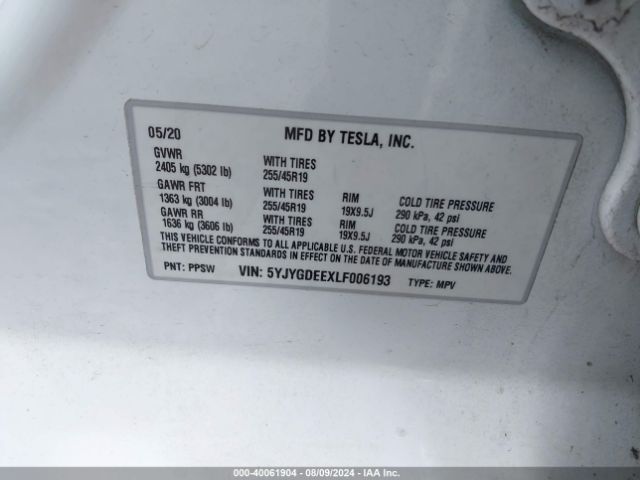 05/20 MFD BY TESLA, INC.
GVWR
2405 kg (5302 lb) WITH TIRES
255/45R19
GAWR FRT
1363 kg (3004 lb) WITH TIRES
255/45R19 RIM
19X9.5J COLD TIRE PRESSURE
290 kPa, 42 psi
GAWR RR
1636 kg (3606 lb) WITH TIRES
255/45R19 RIM
19X9.5J COLD TIRE PRESSURE
290 kPa, 42 psi
THIS VEHICLE CONFORMS TO ALL APPLICABLE U.S. FEDERAL MOTOR VEHICLE SAFETY AND
THEFT PREVENTION STANDARDS IN EFFECT ON THE DATE OF MANUFACTURE SHOWN ABOVE.
PNT: PPSW VIN: 5YJYGDEEXLF006193 TYPE: MPV
000-40061904 - 08/09/2024 - IAA Inc.